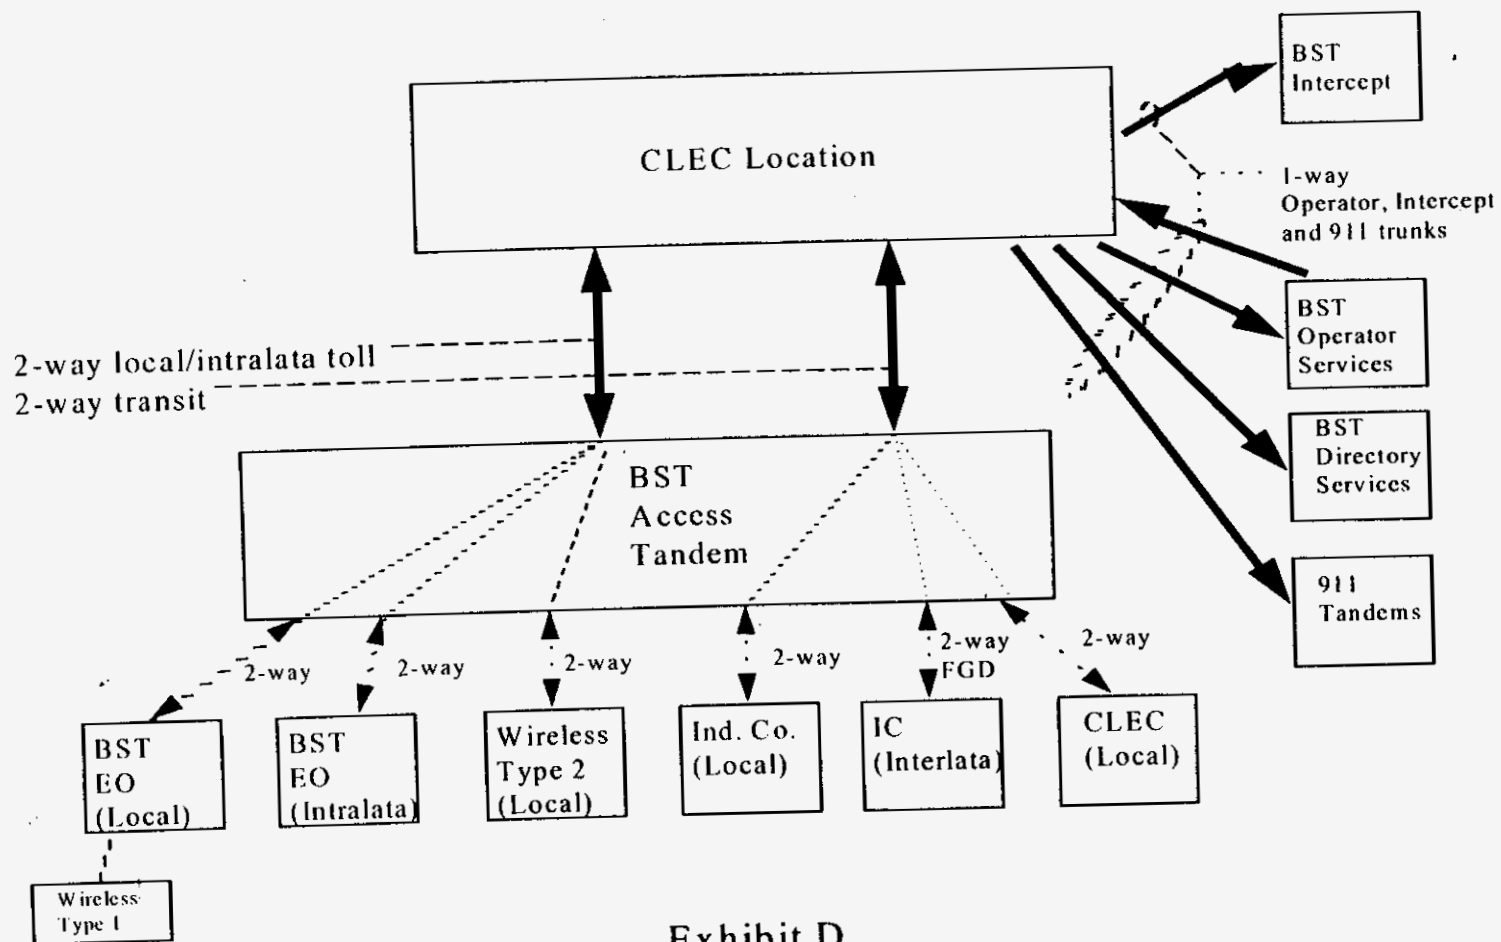 BST
Intercept
CLEC Location
1-way
Operator, Intercept
and 911 trunks
BST
Operator
Services
2-way local/intralata toll
2-way transit
BST
Directory
Services
BST
Access
Tandem
911
Tandems
2-way
2-way
2-way
2-way
2-way
FGD
2-way
BST
EO
(Local)
BST
EO
(Intralata)
Wireless
Type 2
(Local)
Ind. Co.
(Local)
IC
(Interlata)
CLEC
(Local)
Wireless
Type 1
Exhibit D